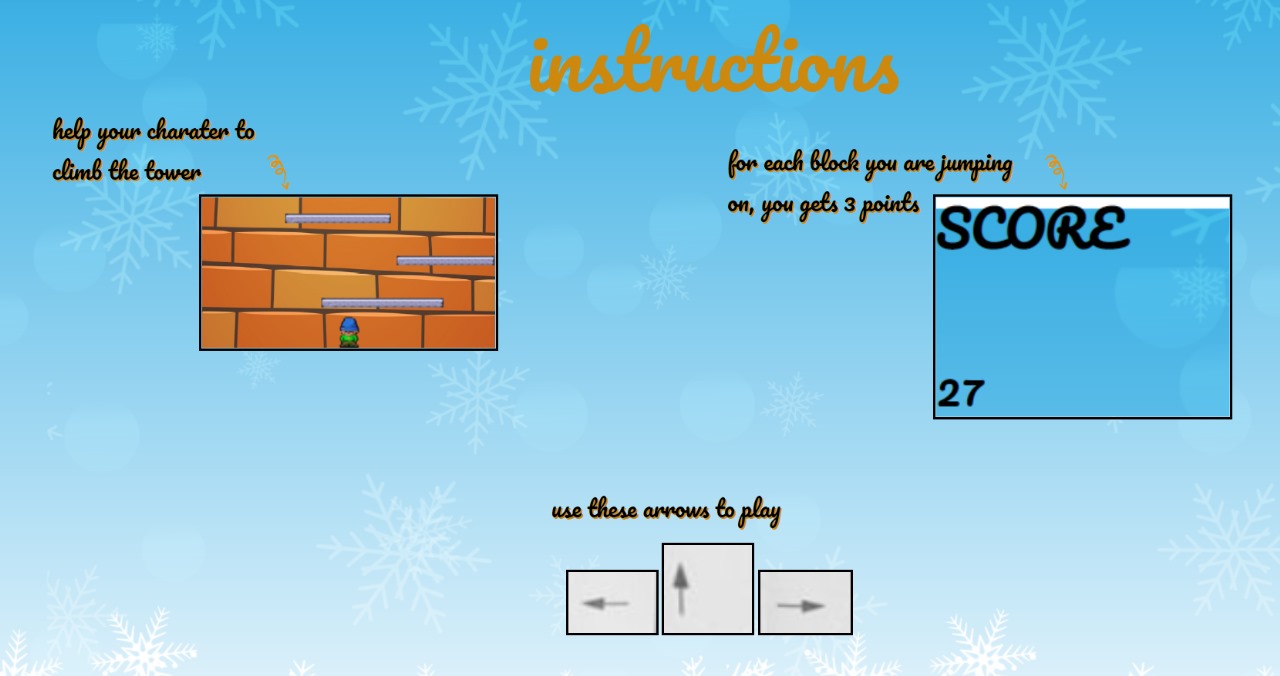 instructions
help your charater to
climb the tower
for each block you are jumping
on, you gets 3 points
SCORE
27
use these arrows to play